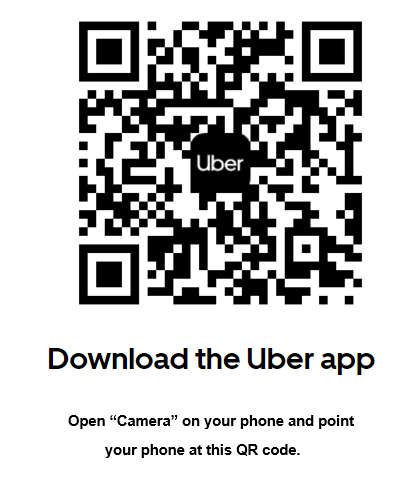 Uber
Download the Uber app
Open “Camera” on your phone and point
your phone at this QR code.